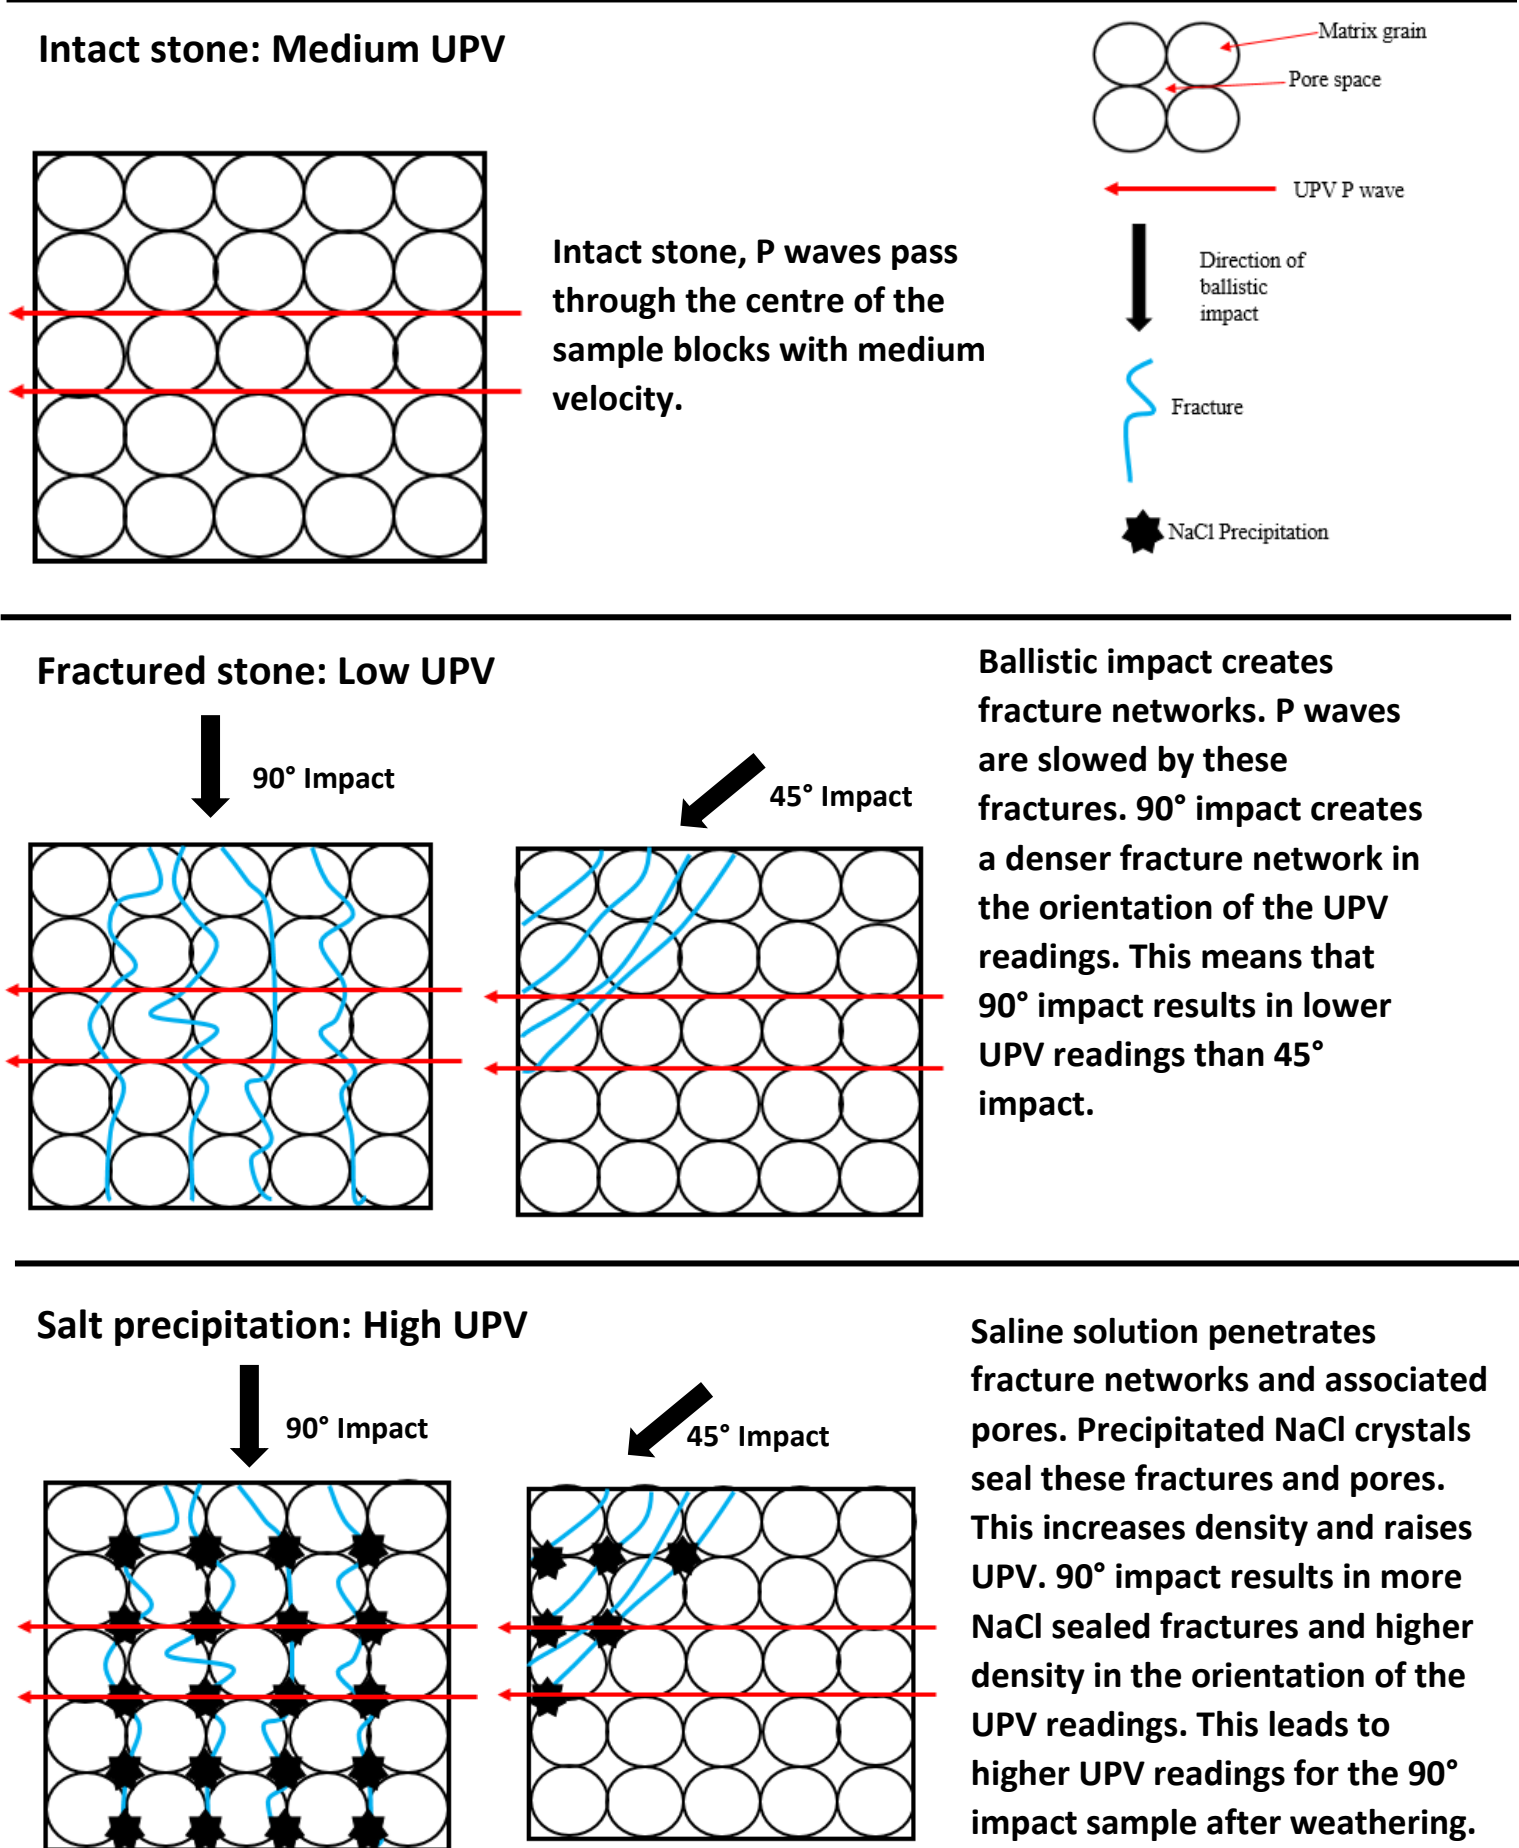 Intact stone: Medium UPV
Matrix grain
Pore space
UPV P wave
Direction of
ballistic
impact
Fracture
NaCl Precipitation
Intact stone, P waves pass
through the centre of the
sample blocks with medium
velocity.
Fractured stone: Low UPV
90° Impact
45° Impact
Ballistic impact creates
fracture networks. P waves
are slowed by these
fractures. 90° impact creates
a denser fracture network in
the orientation of the UPV
readings. This means that
90° impact results in lower
UPV readings than 45°
impact.
Salt precipitation: High UPV
90° Impact
45° Impact
Saline solution penetrates
fracture networks and associated
pores. Precipitated NaCl crystals
seal these fractures and pores.
This increases density and raises
UPV. 90° impact results in more
NaCl sealed fractures and higher
density in the orientation of the
UPV readings. This leads to
higher UPV readings for the 90°
impact sample after weathering.